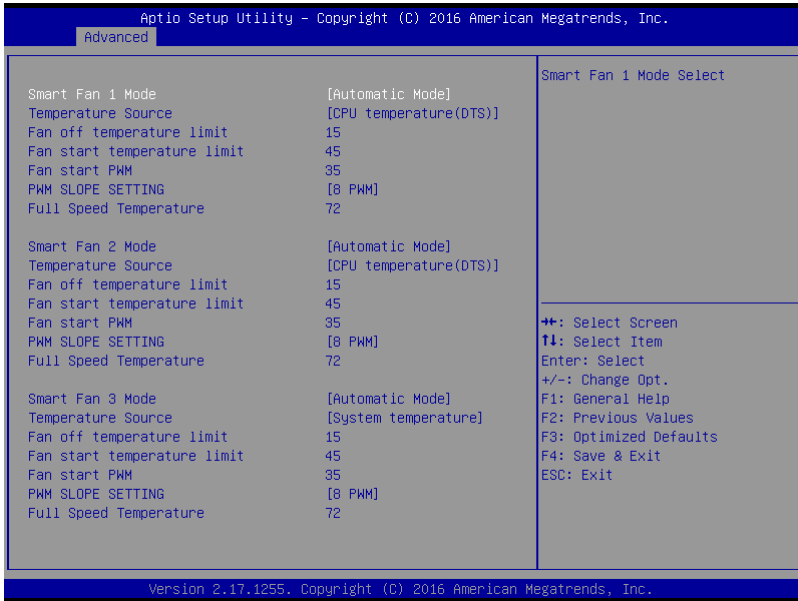 Aptio Setup Utility – Copyright (C) 2016 American Megatrends, Inc.
Advanced
Smart Fan 1 Mode [Automatic Mode]
Temperature Source [CPU temperature(DTS)]
Fan off temperature limit 15
Fan start temperature limit 45
Fan start PWM 35
PWM SLOPE SETTING [8 PWM]
Full Speed Temperature 72
Smart Fan 2 Mode [Automatic Mode]
Temperature Source [CPU temperature(DTS)]
Fan off temperature limit 15
Fan start temperature limit 45
Fan start PWM 35
PWM SLOPE SETTING [8 PWM]
Full Speed Temperature 72
Smart Fan 3 Mode [Automatic Mode]
Temperature Source [System temperature]
Fan off temperature limit 15
Fan start temperature limit 45
Fan start PWM 35
PWM SLOPE SETTING [8 PWM]
Full Speed Temperature 72
Smart Fan 1 Mode Select
→←: Select Screen
↑↓: Select Item
Enter: Select
+/-: Change Opt.
F1: General Help
F2: Previous Values
F3: Optimized Defaults
F4: Save & Exit
ESC: Exit
Version 2.17.1255. Copyright (C) 2016 American Megatrends, Inc.